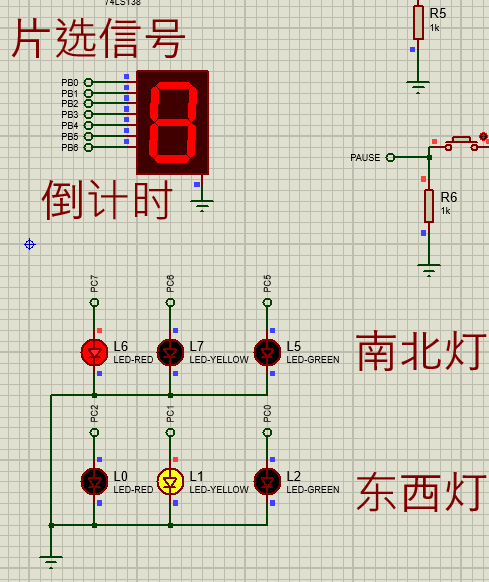 74LS138
片选信号
R5
1k
PB0
PB1
PB2
PB3
PB4
PB5
PB6
倒计时
PAUSE
R6
1k
PC7
PC6
PC5
L6
LED-RED
L7
LED-YELLOW
L5
LED-GREEN
南北灯
PC2
PC1
PC0
L0
LED-RED
L1
LED-YELLOW
L2
LED-GREEN
东西灯